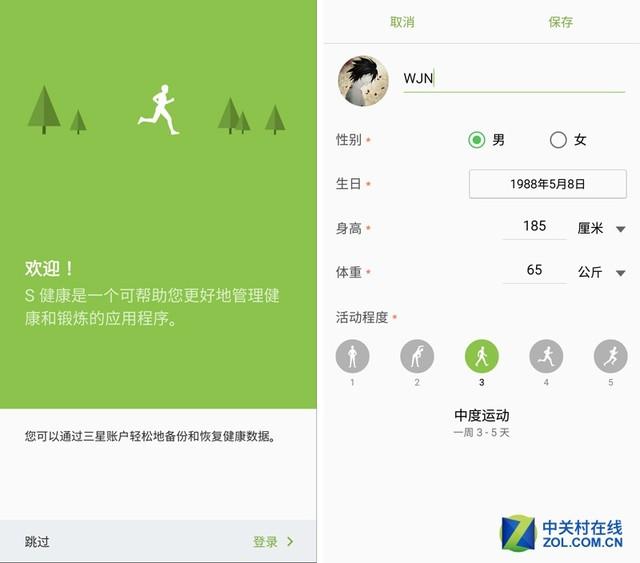 欢迎！
S 健康是一个可帮助您更好地管理健
康和锻炼的应用程序。
您可以通过三星账户轻松地备份和恢复健康数据。
跳过
登录
取消
保存
WJN
性别 *
男
女
生日 *
1988年5月8日
身高 *
185
厘米
体重 *
65
公斤
活动程度 *
1
2
3
4
5
中度运动
一周 3 - 5 天
中关村在线
ZOL.COM.CN